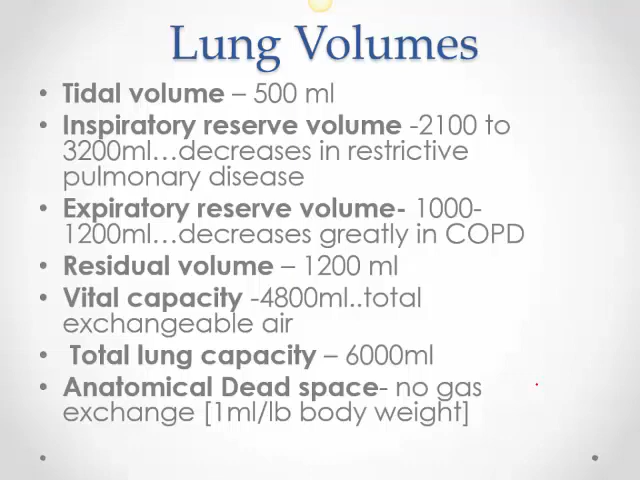 Lung Volumes
• Tidal volume – 500 ml
• Inspiratory reserve volume -2100 to
3200ml...decreases in restrictive
pulmonary disease
• Expiratory reserve volume- 1000-
1200ml...decreases greatly in COPD
• Residual volume – 1200 ml
• Vital capacity -4800ml..total
exchangeable air
• Total lung capacity – 6000ml
• Anatomical Dead space- no gas
exchange [1ml/lb body weight]